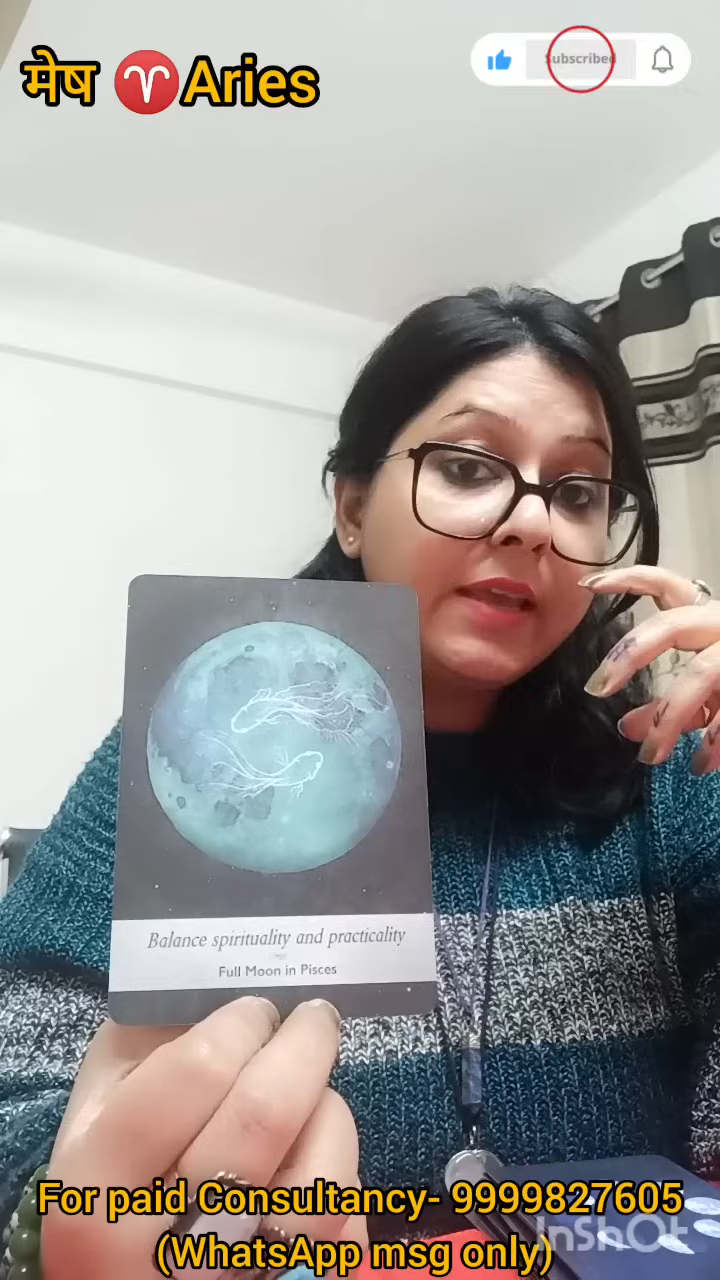 मेष ♈Aries
Subscribed
Balance spirituality and practicality
Full Moon in Pisces
For paid Consultancy- 9999827605
(WhatsApp msg only)
InShOt